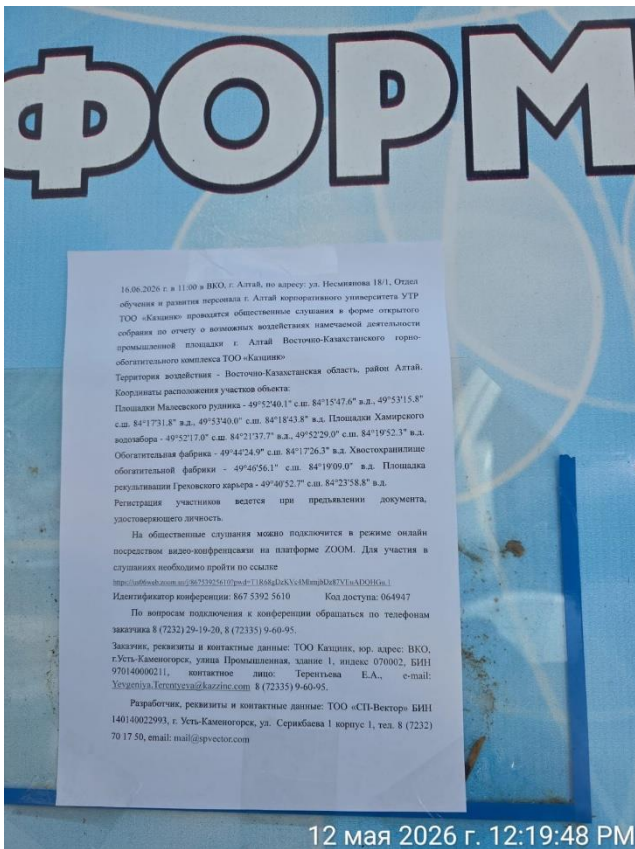 ФОРМ
16.06.2026 г. в 11:00 в ВКО, г. Алтай, по адресу: ул. Несмиянова 18/1, Отдел
обучения и развития персонала г. Алтай корпоративного университета УТР
ТОО «Казцинк» проводятся общественные слушания в форме открытого
собрания по отчету о возможных воздействиях намечаемой деятельности
промышленной площадки г. Алтай Восточно-Казахстанского горно-
обогатительного комплекса ТОО «Казцинк»
Территория воздействия - Восточно-Казахстанская область, район Алтай.
Координаты расположения участков объекта:
Площадки Малеевского рудника - 49°52'40.1" с.ш. 84°15'47.6" в.д., 49°53'15.8"
с.ш. 84°17'31.8" в.д., 49°53'40.0" с.ш. 84°18'43.8" в.д. Площадки Хамирского
водозабора - 49°52'17.0" с.ш. 84°21'37.7" в.д., 49°52'29.0" с.ш. 84°19'52.3" в.д.
Обогатительная фабрика - 49°44'24.9" с.ш. 84°17'26.3" в.д. Хвостохранилище
обогатительной фабрики - 49°46'56.1" с.ш. 84°19'09.0" в.д. Площадка
рекультивации Греховского карьера - 49°40'52.7" с.ш. 84°23'58.8" в.д.
Регистрация участников ведется при предъявлении документа,
удостоверяющего личность.
На общественные слушания можно подключится в режиме онлайн
посредством видео-конференцсвязи на платформе ZOOM. Для участия в
слушаниях необходимо пройти по ссылке
Идентификатор конференции: 867 5392 5610 Код доступа: 064947
По вопросам подключения к конференции обращаться по телефонам
заказчика 8 (7232) 29-19-20, 8 (72335) 9-60-95.
Заказчик, реквизиты и контактные данные: ТОО Казцинк, юр. адрес: ВКО,
г.Усть-Каменогорск, улица Промышленная, здание 1, индекс 070002, БИН
970140000211, контактное лицо: Терентьева Е.А., e-mail:
Yevgeniya.Terentyeva@kazzinc.com 8 (72335) 9-60-95.
Разработчик, реквизиты и контактные данные: ТОО «СП-Вектор» БИН
140140022993, г. Усть-Каменогорск, ул. Серикбаева 1 корпус 1, тел. 8 (7232)
70 17 50, email: mail@spvector.com
12 мая 2026 г. 12:19:48 PM